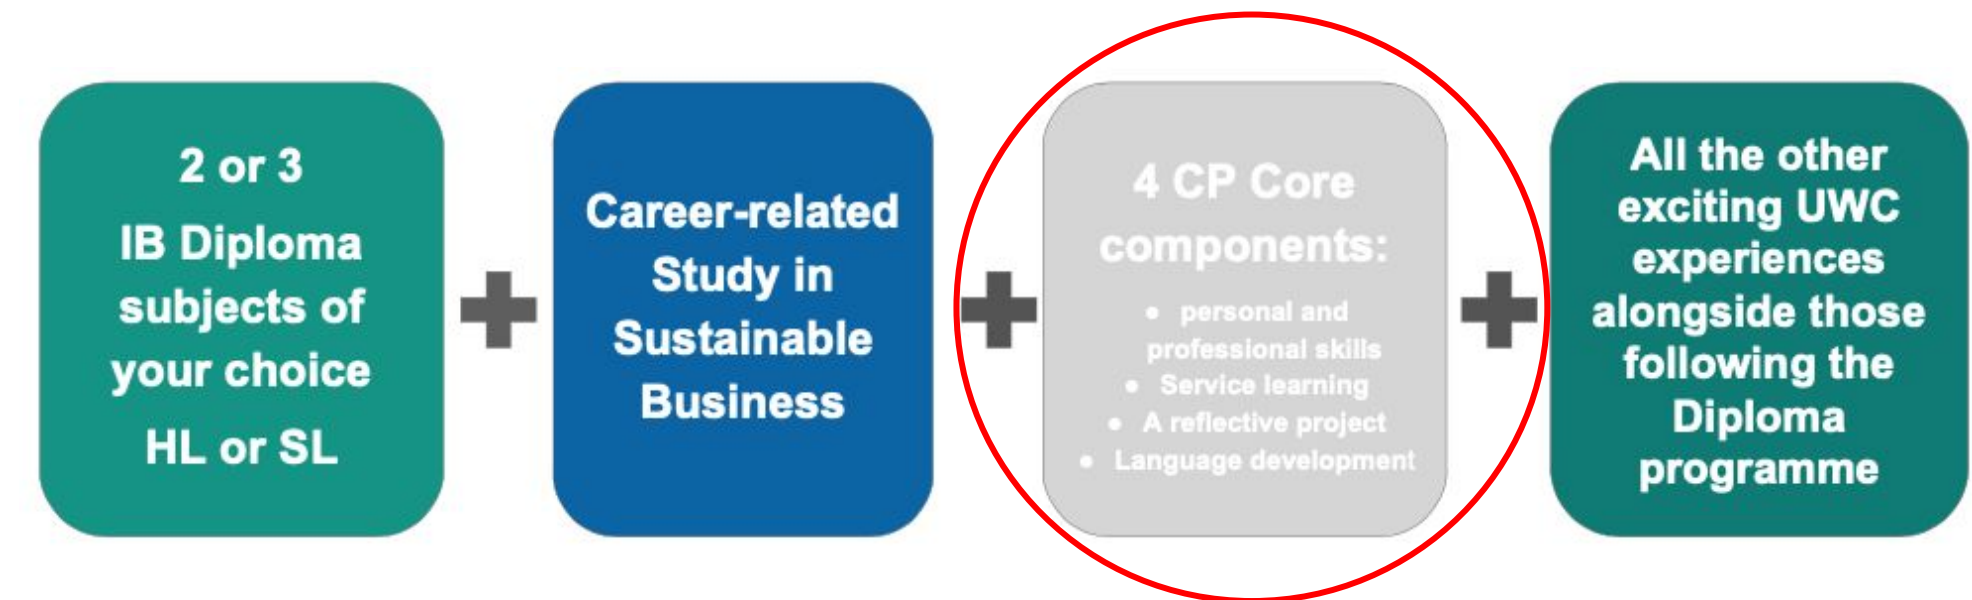 2 or 3
IB Diploma
subjects of
your choice
HL or SL
Career-related
Study in
Sustainable
Business
4 CP Core
components:
● personal and
professional skills
● Service learning
● A reflective project
● Language development
All the other
exciting UWC
experiences
alongside those
following the
Diploma
programme